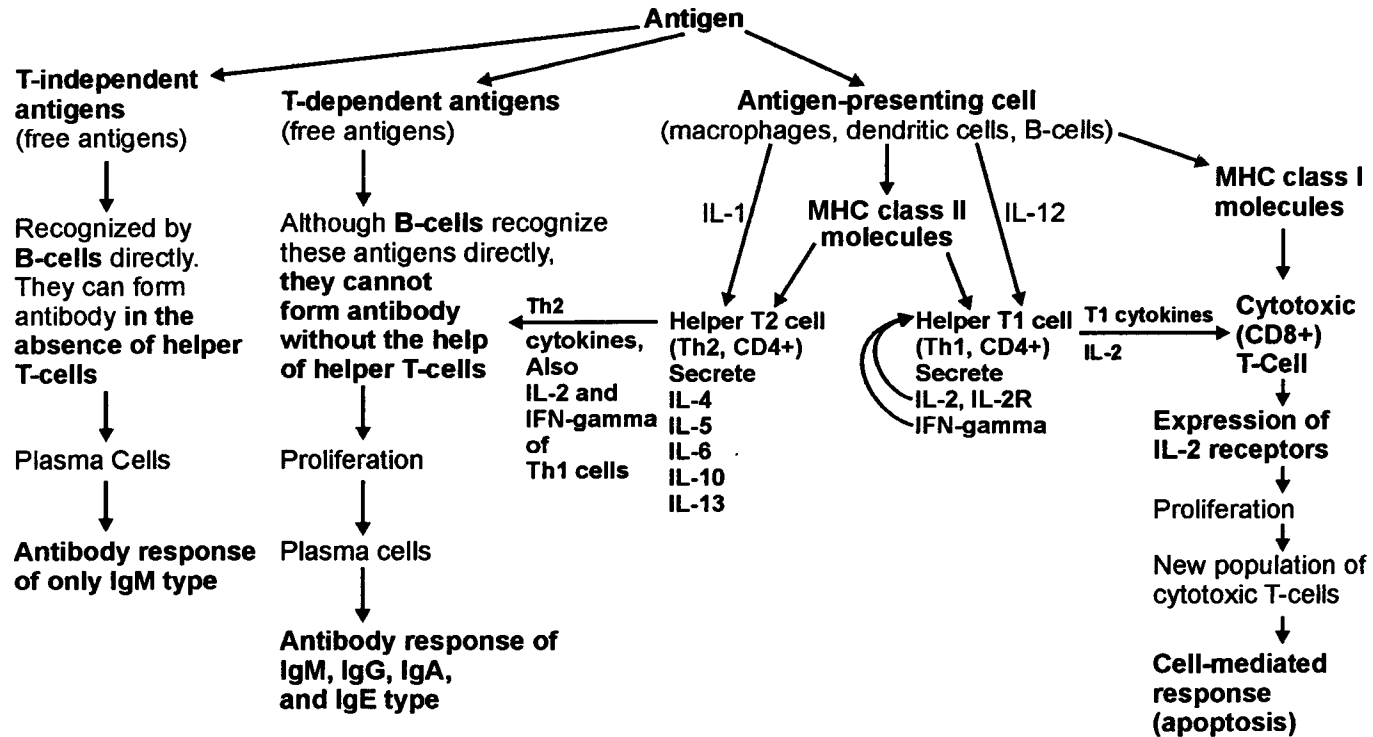 Antigen
T-independent
antigens
(free antigens)
Recognized by
B-cells directly.
They can form
antibody in the
absence of helper
T-cells
Plasma Cells
Antibody response
of only IgM type
T-dependent antigens
(free antigens)
Although B-cells recognize
these antigens directly,
they cannot
form antibody
without the help
of helper T-cells
Proliferation
Plasma cells
Antibody response of
IgM, IgG, IgA,
and IgE type
Th2
cytokines,
Also
IL-2 and
IFN-gamma
of
Th1 cells
Antigen-presenting cell
(macrophages, dendritic cells, B-cells)
IL-1
MHC class II
molecules
IL-12
Helper T2 cell
(Th2, CD4+)
Secrete
IL-4
IL-5
IL-6
IL-10
IL-13
Helper T1 cell
(Th1, CD4+)
Secrete
IL-2, IL-2R
IFN-gamma
T1 cytokines
IL-2
MHC class I
molecules
Cytotoxic
(CD8+)
T-Cell
Expression of
IL-2 receptors
Proliferation
New population of
cytotoxic T-cells
Cell-mediated
response
(apoptosis)